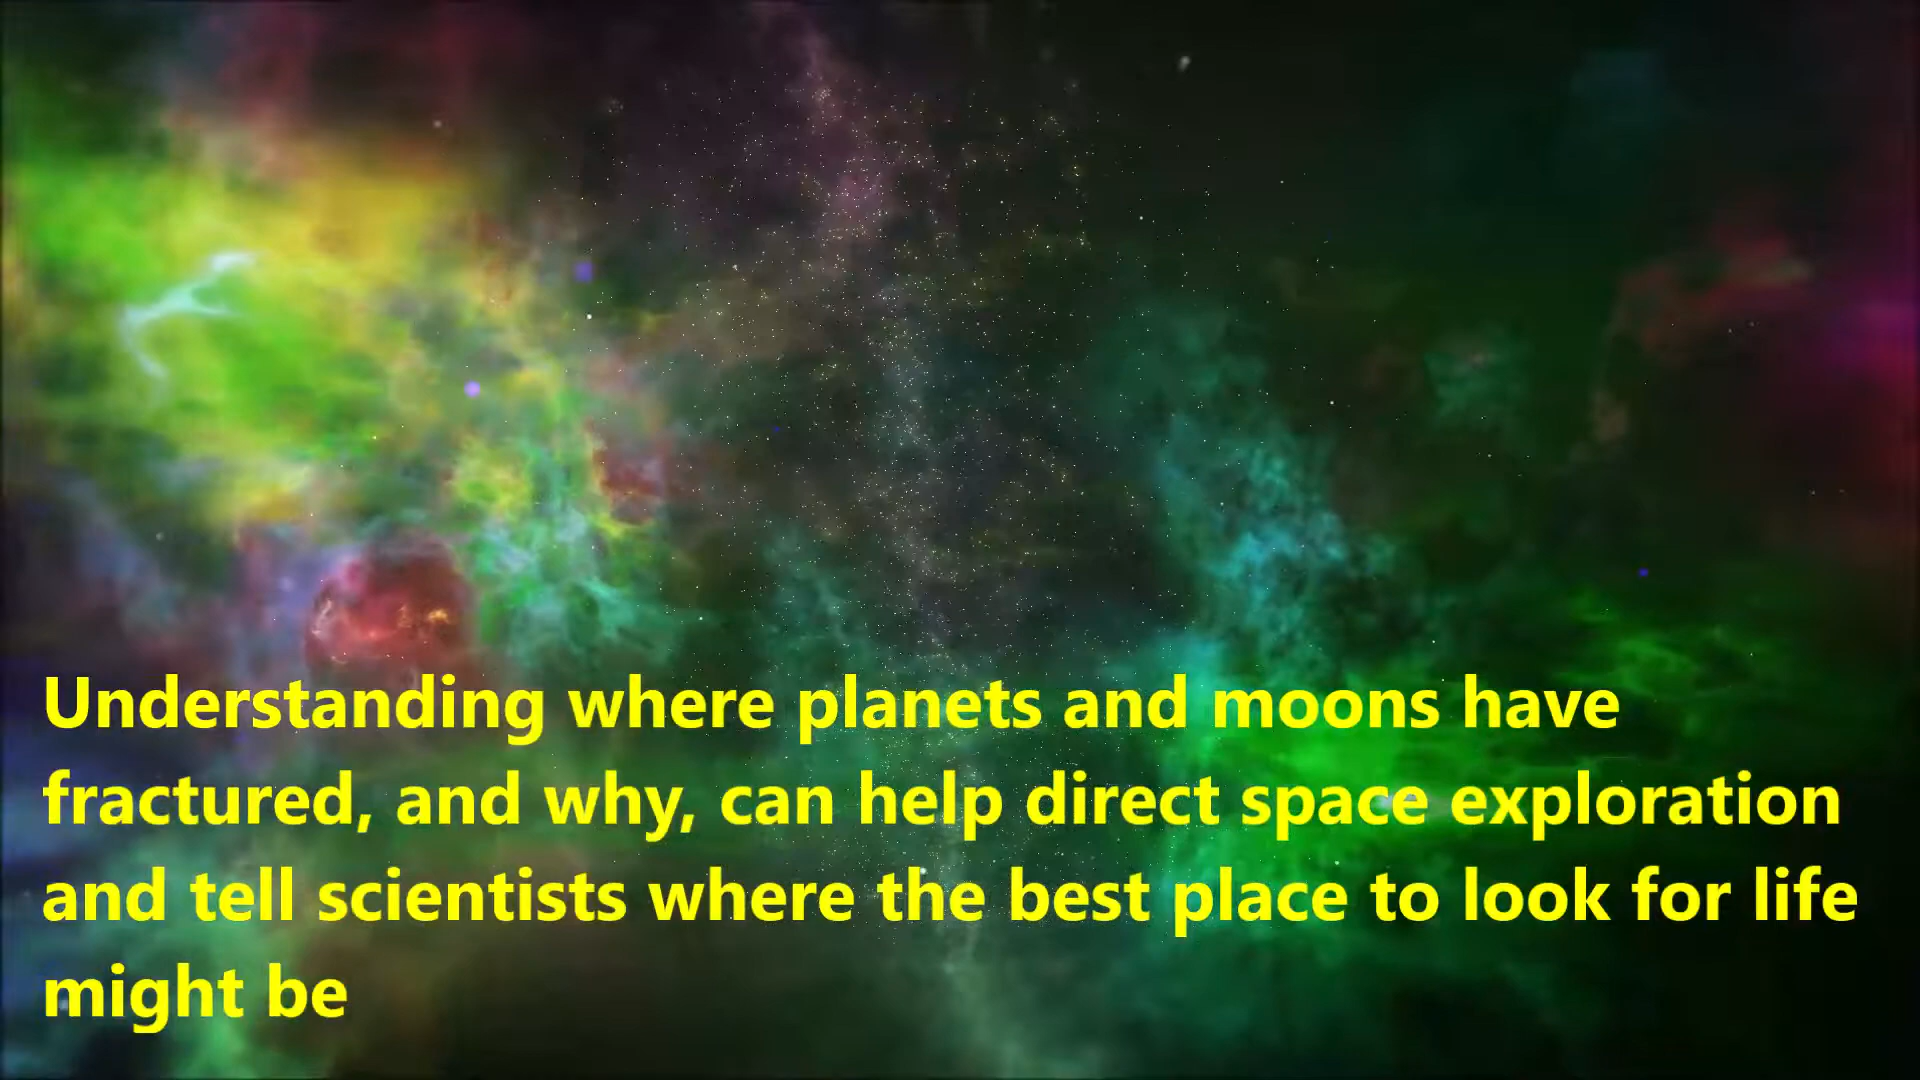 Understanding where planets and moons have
fractured, and why, can help direct space exploration
and tell scientists where the best place to look for life
might be